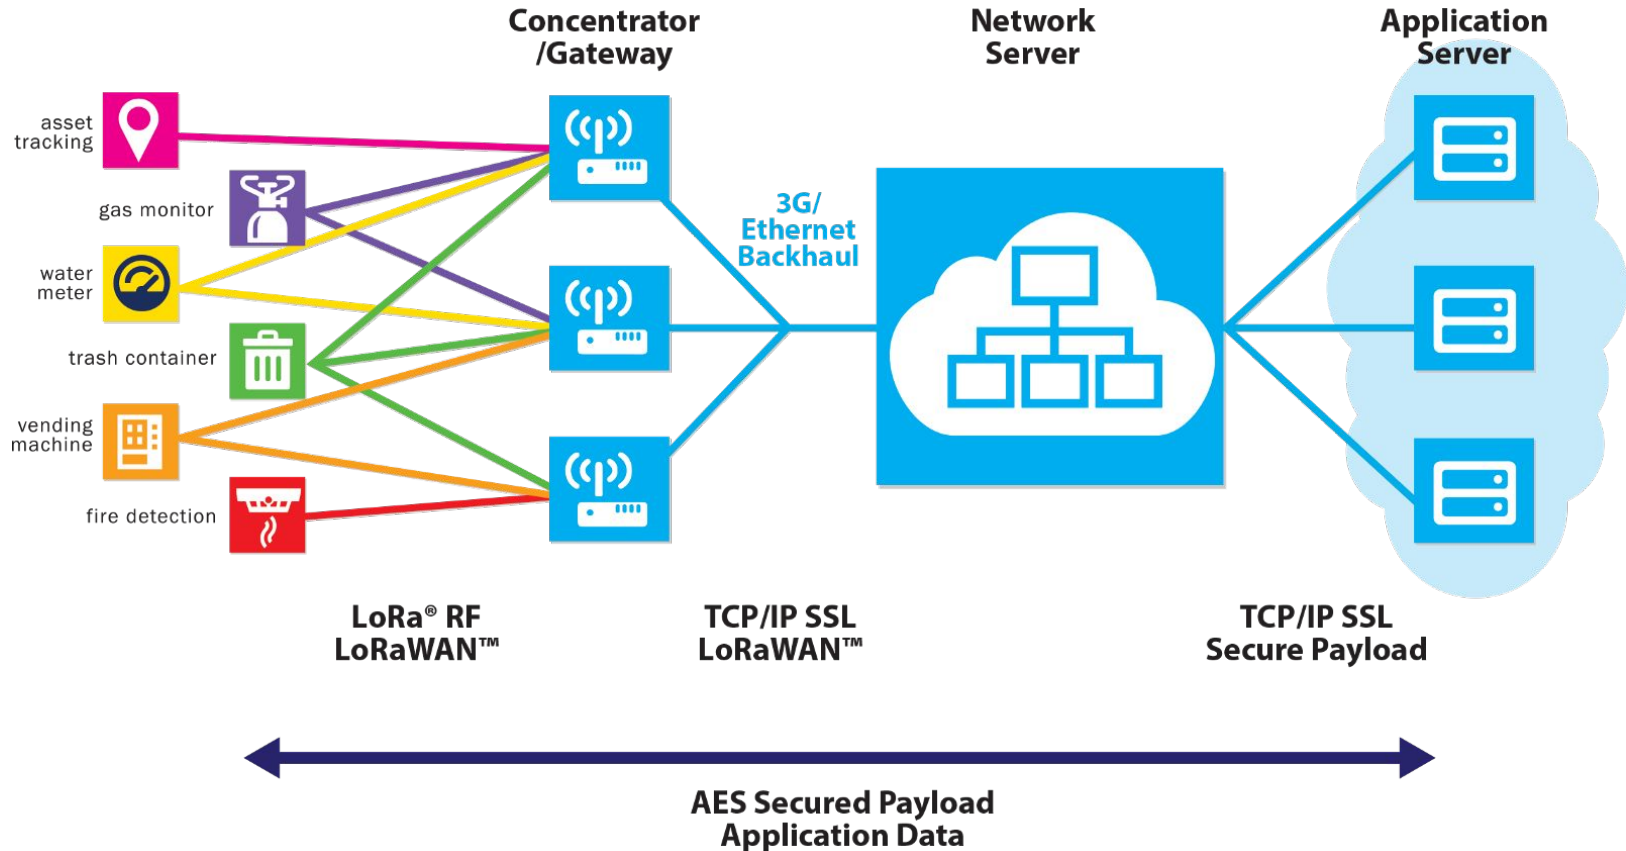 Concentrator
/Gateway
Network
Server
Application
Server
asset
tracking
gas monitor
water
meter
trash container
vending
machine
fire detection
3G/
Ethernet
Backhaul
LoRa® RF
LoRaWAN™
TCP/IP SSL
LoRaWAN™
TCP/IP SSL
Secure Payload
AES Secured Payload
Application Data